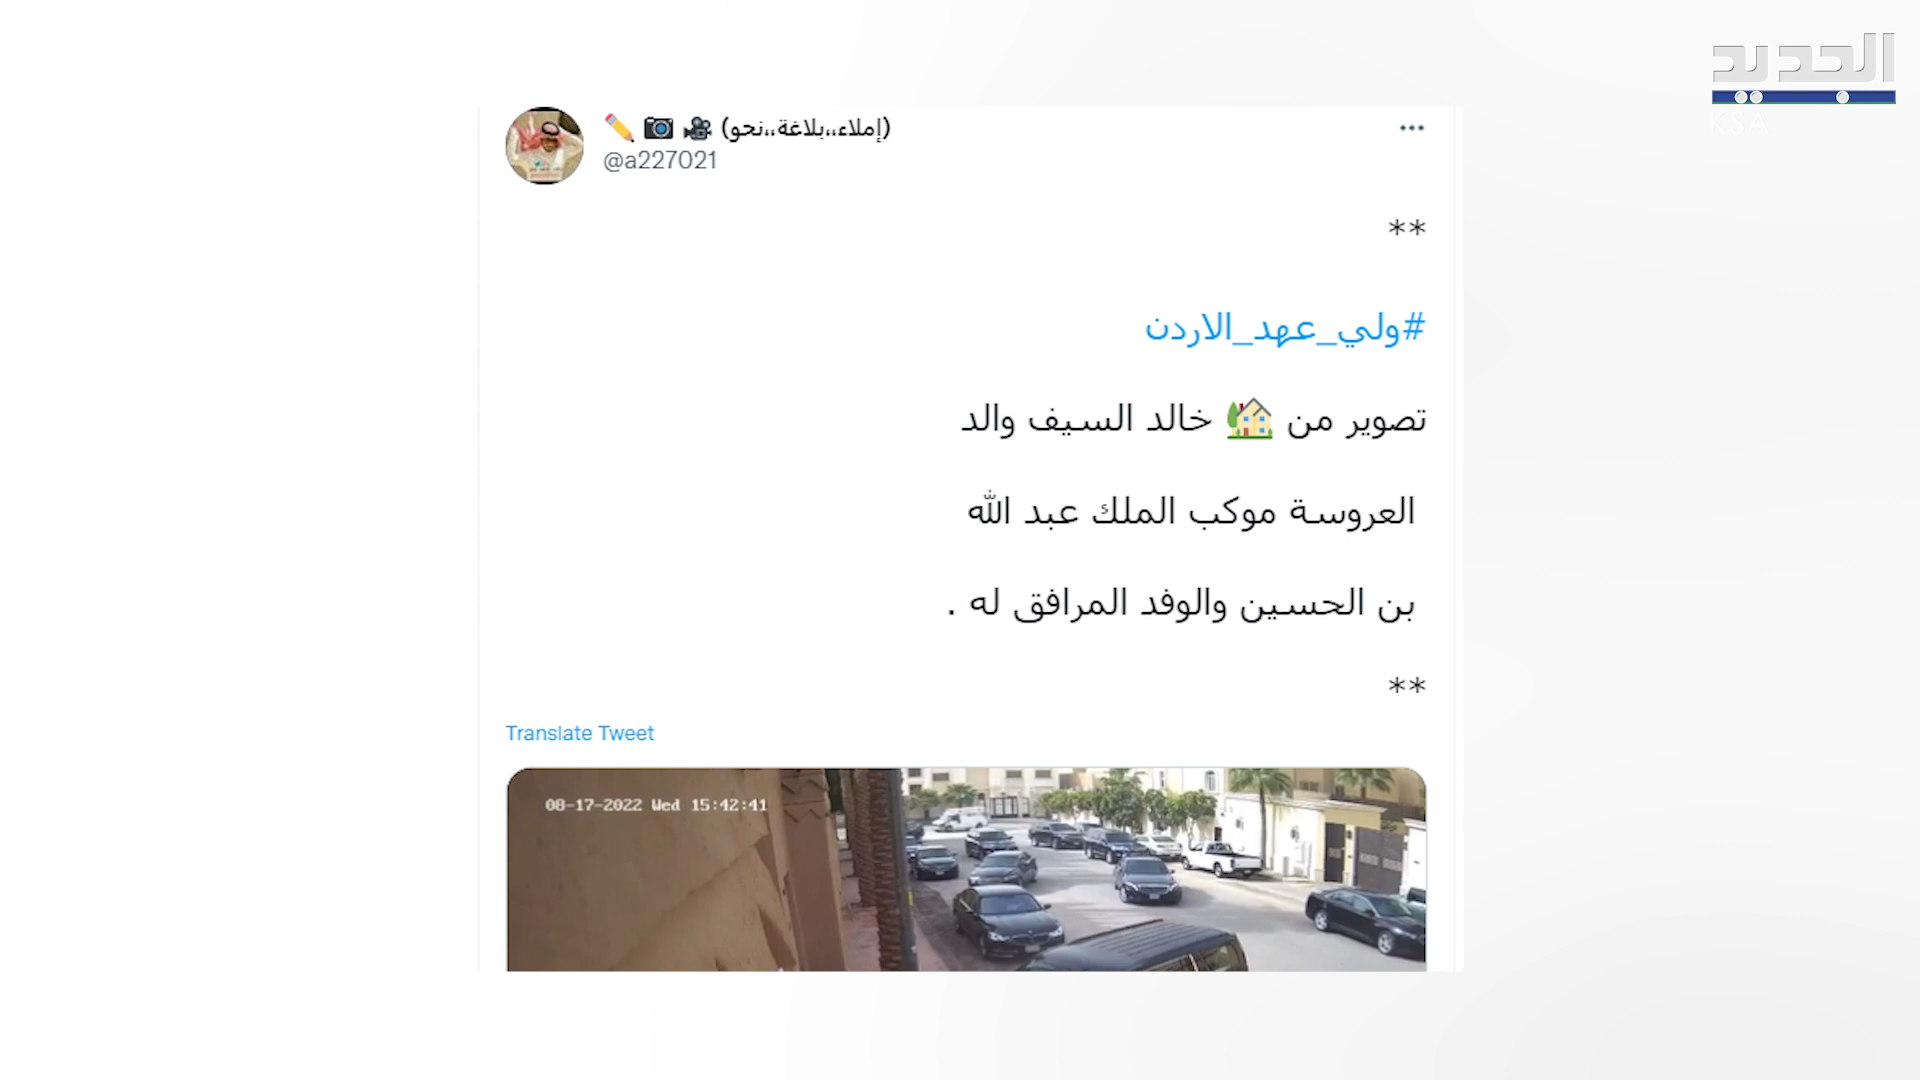 الجديد
KSA
(إملاء،،بلاغة،،نحو) 🎥 📷 ✏️
@a227021
**
#ولي_عهد_الاردن
تصوير من 🏡 خالد السيف والد
العروسة موكب الملك عبد الله
بن الحسين والوفد المرافق له .
**
Translate Tweet
08-17-2022 Wed 15:42:41